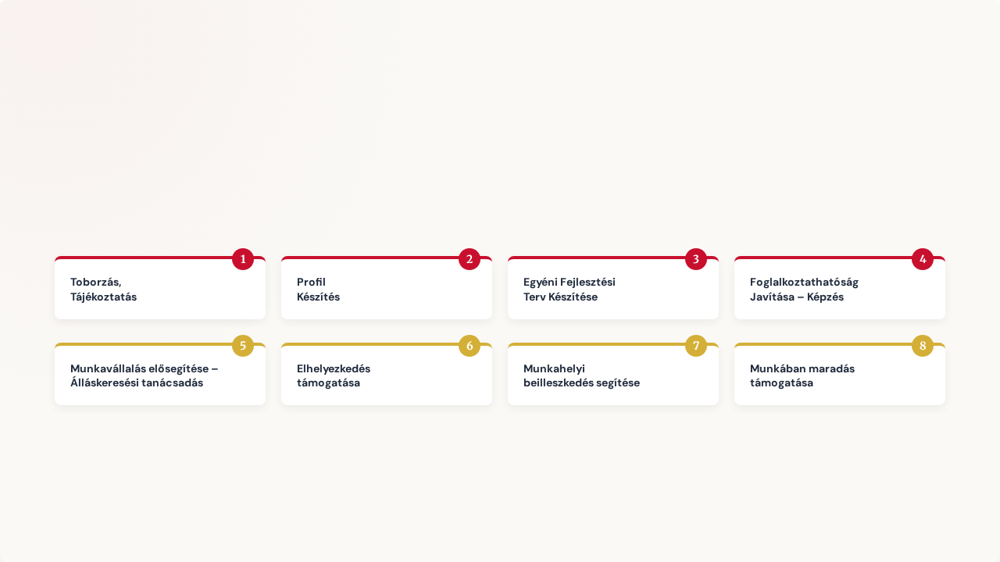 1
Toborzás,
Tájékoztatás
2
Profil
Készítés
3
Egyéni Fejlesztési
Terv Készítése
4
Foglalkoztathatóság
Javítása – Képzés
5
Munkavállalás elősegítése –
Álláskeresési tanácsadás
6
Elhelyezkedés
támogatása
7
Munkahelyi
beilleszkedés segítése
8
Munkában maradás
támogatása